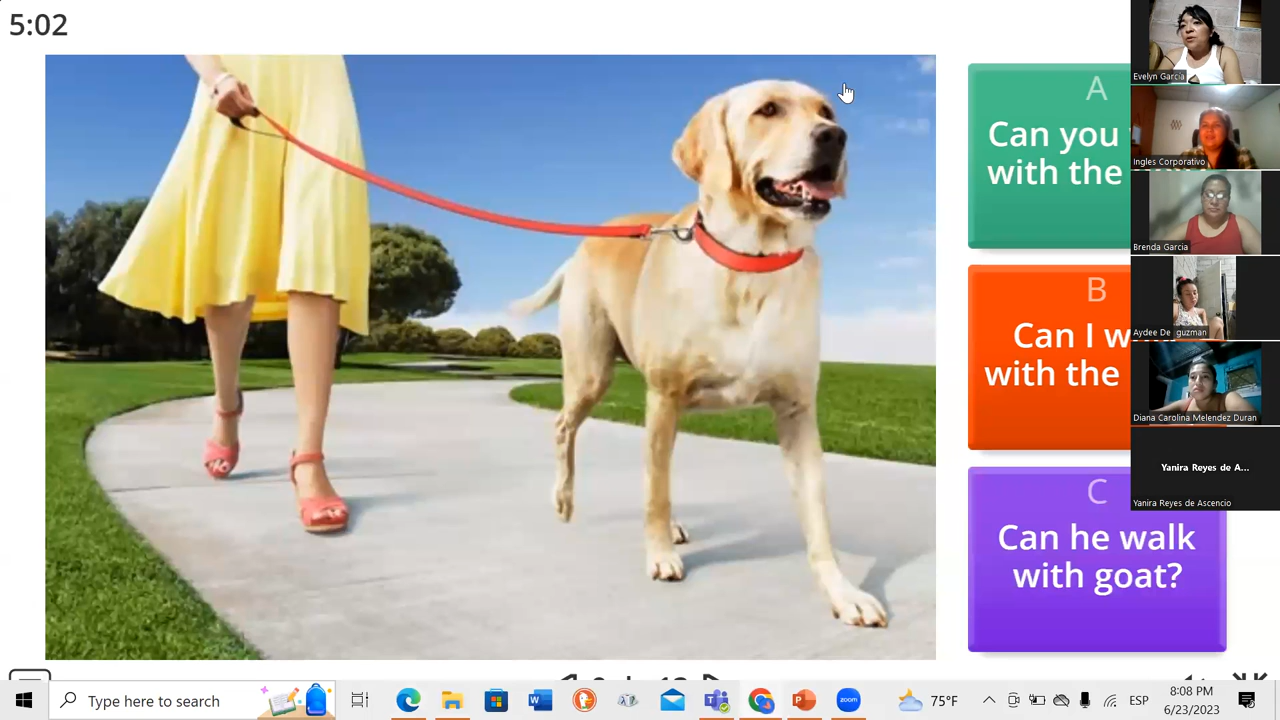 5:02
A
Can you
with the
B
Can I
with the
C
Can he walk
with goat?
Evelyn García
Ingles Corporativo
Brenda Garcia
Aydee De guzman
Diana Carolina Melendez Duran
Yanira Reyes de A...
Yanira Reyes de Ascencio
Type here to search
75°F
ESP
8:08 PM
6/23/2023